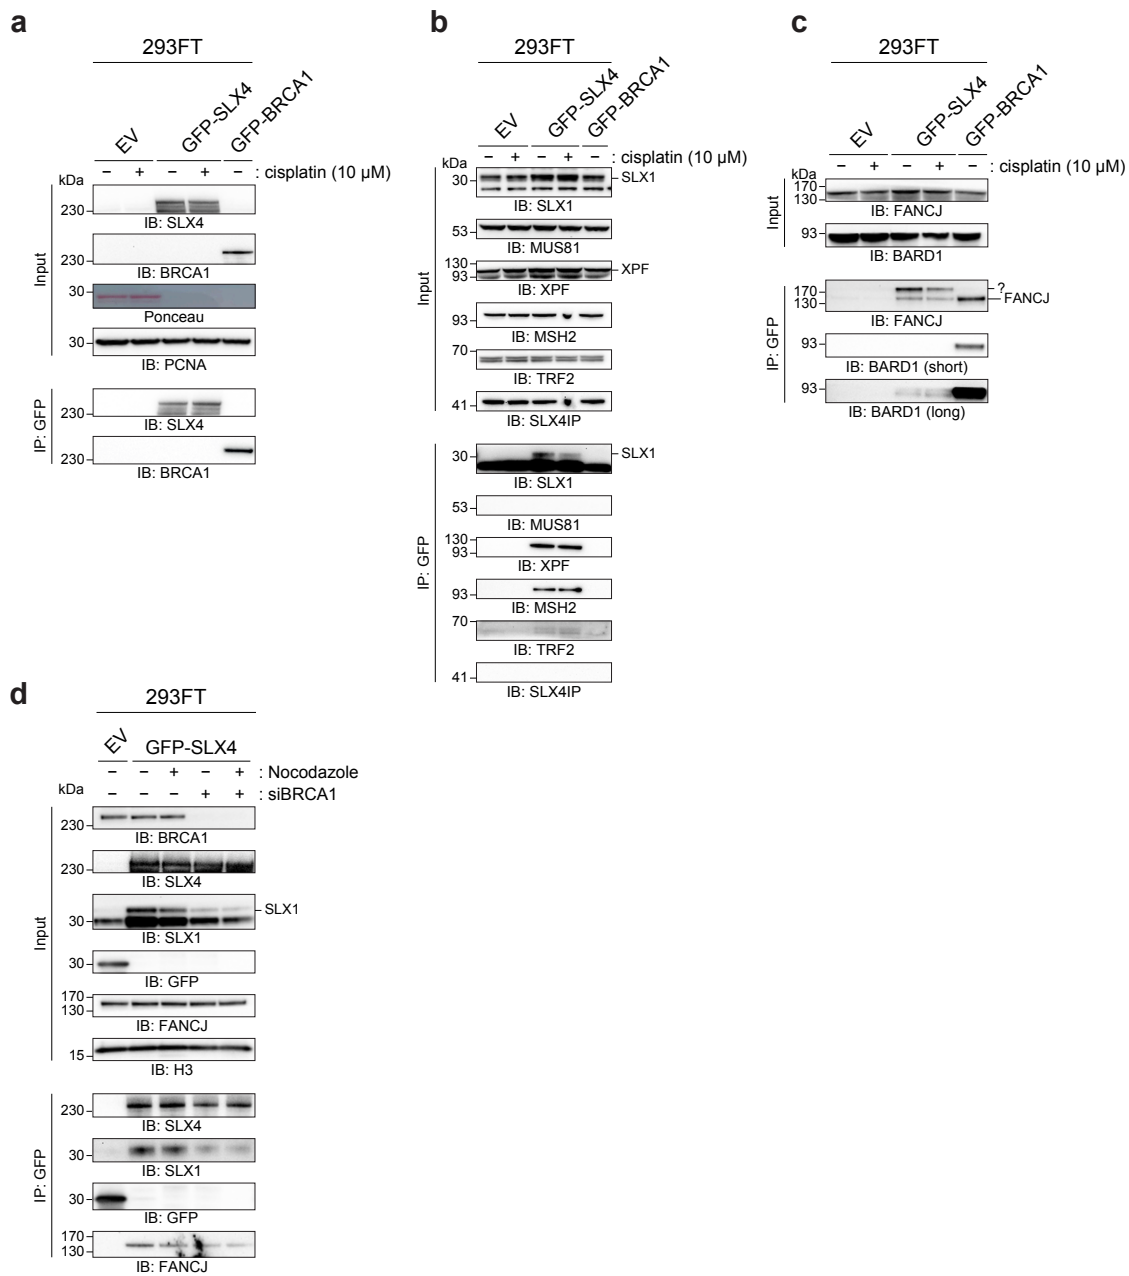 a
293FT
EV
GFP-SLX4
GFP-BRCA1
– + – + – : cisplatin (10 µM)
kDa
Input
230
IB: SLX4
230
IB: BRCA1
30
Ponceau
30
IB: PCNA
IP: GFP
230
IB: SLX4
230
IB: BRCA1
b
293FT
EV
GFP-SLX4
GFP-BRCA1
– + – + – : cisplatin (10 µM)
kDa
Input
30 SLX1
IB: SLX1
53
IB: MUS81
130
93 XPF
IB: XPF
93
IB: MSH2
70
IB: TRF2
41
IB: SLX4IP
IP: GFP
30 SLX1
IB: SLX1
53
IB: MUS81
130
93
IB: XPF
93
IB: MSH2
70
IB: TRF2
41
IB: SLX4IP
c
293FT
EV
GFP-SLX4
GFP-BRCA1
– + – + – : cisplatin (10 µM)
kDa
Input
170
130
IB: FANCJ
93
IB: BARD1
IP: GFP
170 ?
130 FANCJ
IB: FANCJ
93
IB: BARD1 (short)
93
IB: BARD1 (long)
d
293FT
EV
GFP-SLX4
– – + – + : Nocodazole
– – – + + : siBRCA1
kDa
Input
230
IB: BRCA1
230
IB: SLX4
30 SLX1
IB: SLX1
30
IB: GFP
170
130
IB: FANCJ
15
IB: H3
IP: GFP
230
IB: SLX4
30
IB: SLX1
30
IB: GFP
170
130
IB: FANCJ